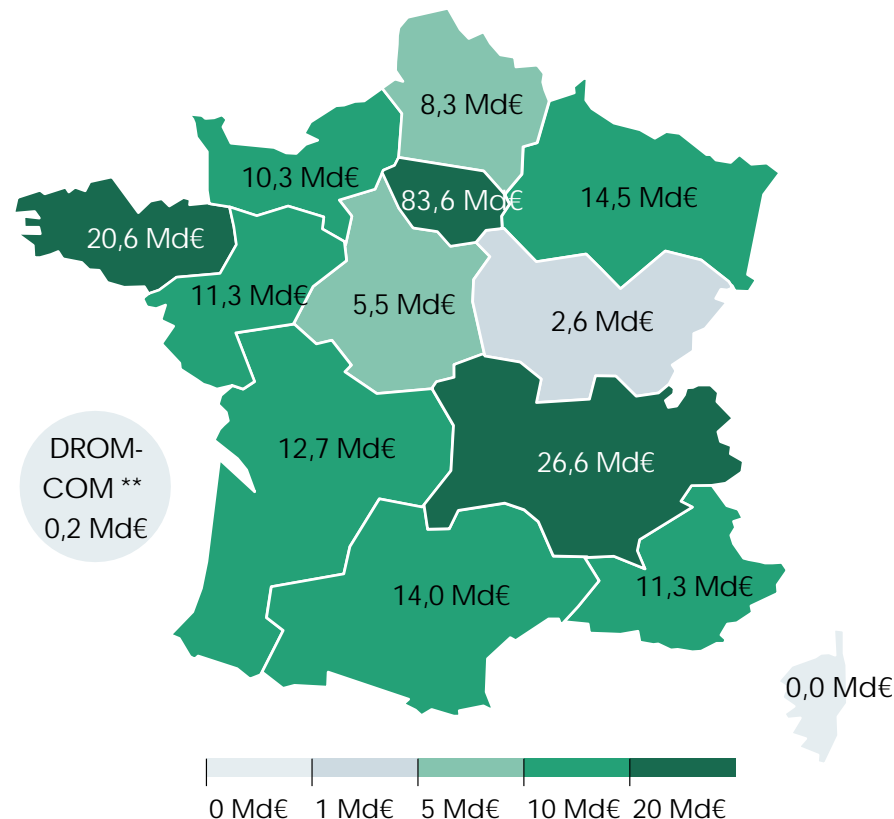 8,3 Md€
10,3 Md€
83,6 Md€
14,5 Md€
20,6 Md€
11,3 Md€
5,5 Md€
2,6 Md€
DROM-
COM **
0,2 Md€
12,7 Md€
26,6 Md€
14,0 Md€
11,3 Md€
0,0 Md€
0 Md€ 1 Md€ 5 Md€ 10 Md€ 20 Md€